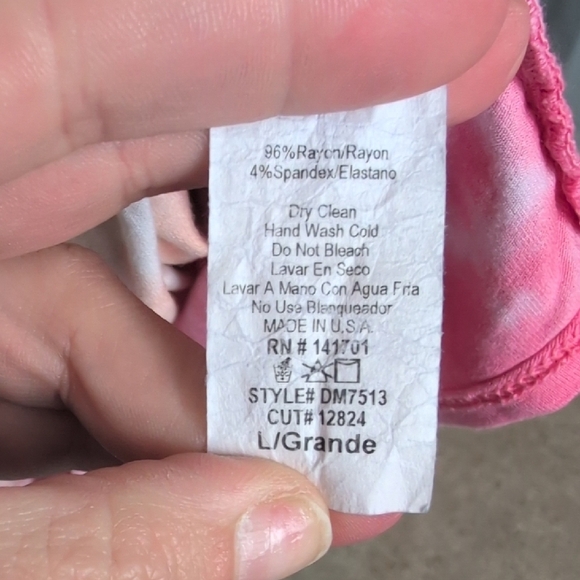 96%Rayon/Rayon
4%Spandex/Elastano
Dry Clean
Hand Wash Cold
Do Not Bleach
Lavar En Seco
Lavar A Mano Con Agua Fria
No Use Blanqueador
MADE IN U.S.A.
RN # 141701
STYLE# DM7513
CUT# 12824
L/Grande